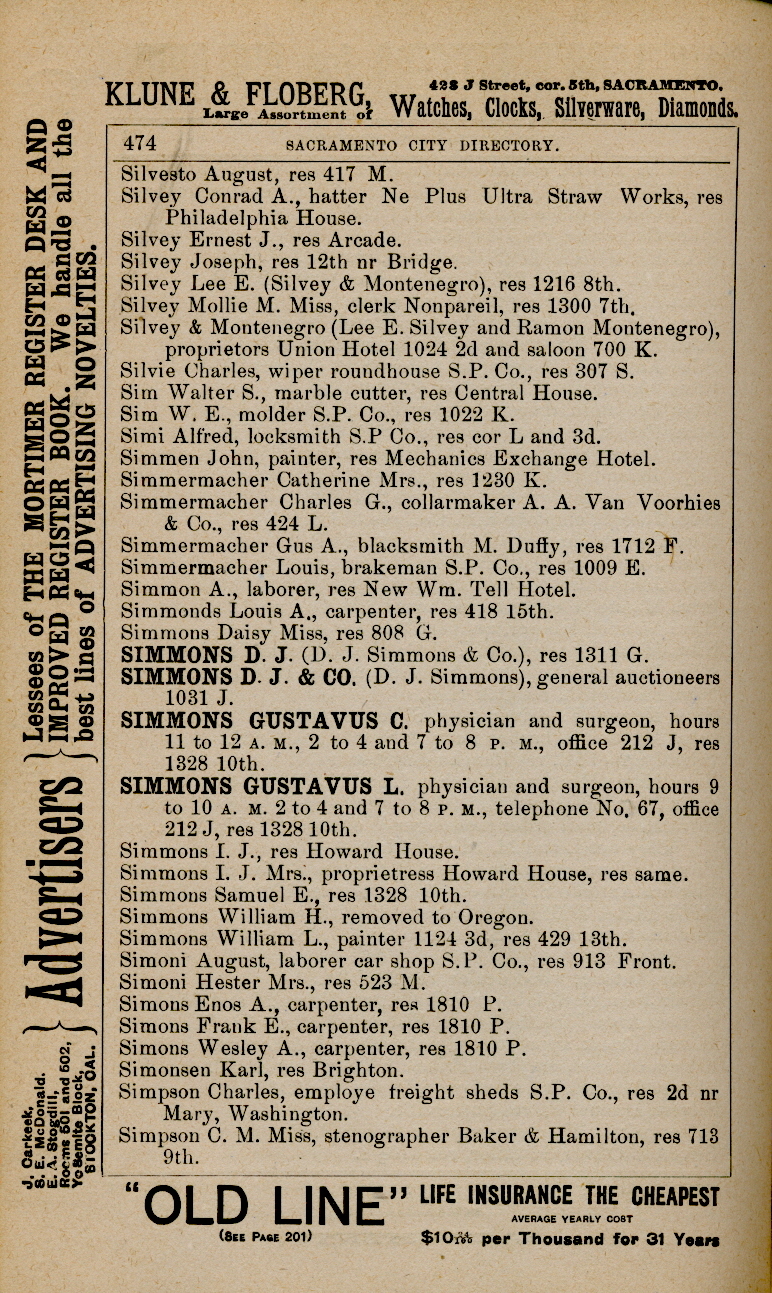 KLUNE & FLOBERG,
Large Assortment of
428 J Street, cor. 5th, SACRAMENTO.
Watches, Clocks, Silverware, Diamonds.
474 SACRAMENTO CITY DIRECTORY.
Silvesto August, res 417 M.
Silvey Conrad A., hatter Ne Plus Ultra Straw Works, res
Philadelphia House.
Silvey Ernest J., res Arcade.
Silvey Joseph, res 12th nr Bridge.
Silvey Lee E. (Silvey & Montenegro), res 1216 8th.
Silvey Mollie M. Miss, clerk Nonpareil, res 1300 7th.
Silvey & Montenegro (Lee E. Silvey and Ramon Montenegro),
proprietors Union Hotel 1024 2d and saloon 700 K.
Silvie Charles, wiper roundhouse S.P. Co., res 307 S.
Sim Walter S., marble cutter, res Central House.
Sim W. E., molder S.P. Co., res 1022 K.
Simi Alfred, locksmith S.P Co., res cor L and 3d.
Simmen John, painter, res Mechanics Exchange Hotel.
Simmermacher Catherine Mrs., res 1230 K.
Simmermacher Charles G., collarmaker A. A. Van Voorhies
& Co., res 424 L.
Simmermacher Gus A., blacksmith M. Duffy, res 1712 F.
Simmermacher Louis, brakeman S.P. Co., res 1009 E.
Simmon A., laborer, res New Wm. Tell Hotel.
Simmonds Louis A., carpenter, res 418 15th.
Simmons Daisy Miss, res 808 G.
SIMMONS D. J. (D. J. Simmons & Co.), res 1311 G.
SIMMONS D. J. & CO. (D. J. Simmons), general auctioneers
1031 J.
SIMMONS GUSTAVUS C. physician and surgeon, hours
11 to 12 A. M., 2 to 4 and 7 to 8 P. M., office 212 J, res
1328 10th.
SIMMONS GUSTAVUS L. physician and surgeon, hours 9
to 10 A. M. 2 to 4 and 7 to 8 P. M., telephone No. 67, office
212 J, res 1328 10th.
Simmons I. J., res Howard House.
Simmons I. J. Mrs., proprietress Howard House, res same.
Simmons Samuel E., res 1328 10th.
Simmons William H., removed to Oregon.
Simmons William L., painter 1124 3d, res 429 13th.
Simoni August, laborer car shop S.P. Co., res 913 Front.
Simoni Hester Mrs., res 523 M.
Simons Enos A., carpenter, res 1810 P.
Simons Frank E., carpenter, res 1810 P.
Simons Wesley A., carpenter, res 1810 P.
Simonsen Karl, res Brighton.
Simpson Charles, employe freight sheds S.P. Co., res 2d nr
Mary, Washington.
Simpson C. M. Miss, stenographer Baker & Hamilton, res 713
9th.
"OLD LINE"
(SEE PAGE 201)
LIFE INSURANCE THE CHEAPEST
AVERAGE YEARLY COST
$10 per Thousand for 31 Years
J. Carkeek,
S. E. McDonald.
E. A. Stogdill,
Rooms 501 and 502,
Yosemite Block,
STOCKTON, CAL.
Advertisers
Lessees of THE MORTIMER REGISTER DESK AND
IMPROVED REGISTER BOOK. We handle all the
best lines of ADVERTISING NOVELTIES.